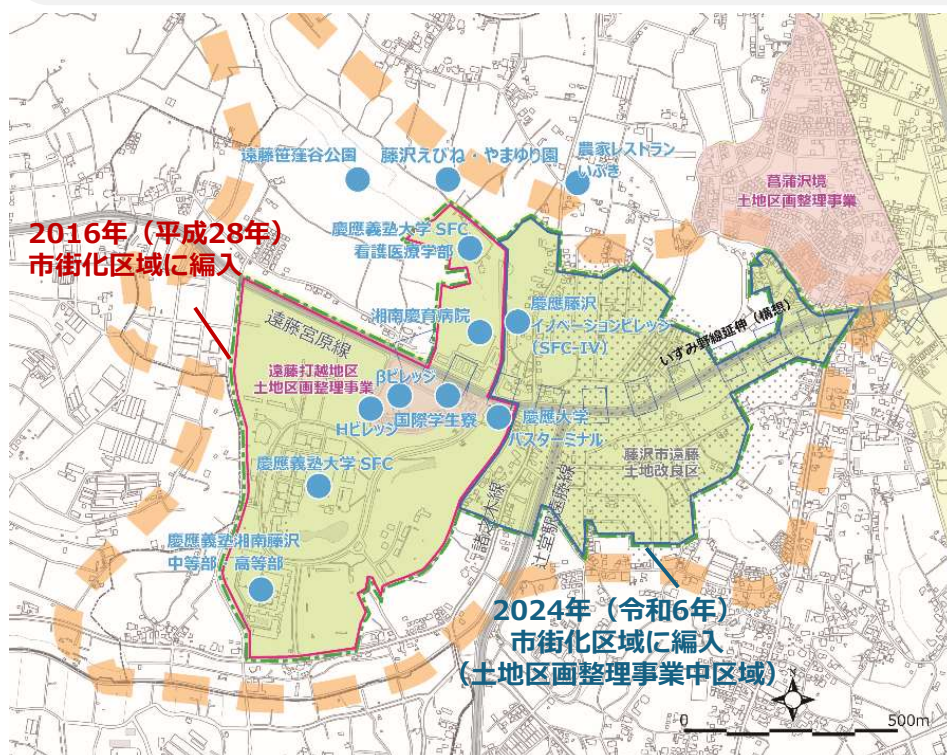 遠藤笹窪谷公園
藤沢えびね・やまゆり園
農家レストラン
いぶき
菖蒲沢境
土地区画整理事業
2016年（平成28年）
市街化区域に編入
慶應義塾大学 SFC
看護医療学部
湘南慶育病院
慶應藤沢
イノベーションビレッジ
（SFC-IV）
いずみ野線延伸（構想）
遠藤宮原線
遠藤打越地区
土地区画整理事業
βビレッジ
国際学生寮
Hビレッジ
慶應大学
バスターミナル
藤沢市遠藤
土地改良区
慶應義塾大学 SFC
諸之木線
辻堂駅遠藤線
慶應義塾湘南藤沢
中等部 高等部
2024年（令和6年）
市街化区域に編入
（土地区画整理事業中区域）
0
500m